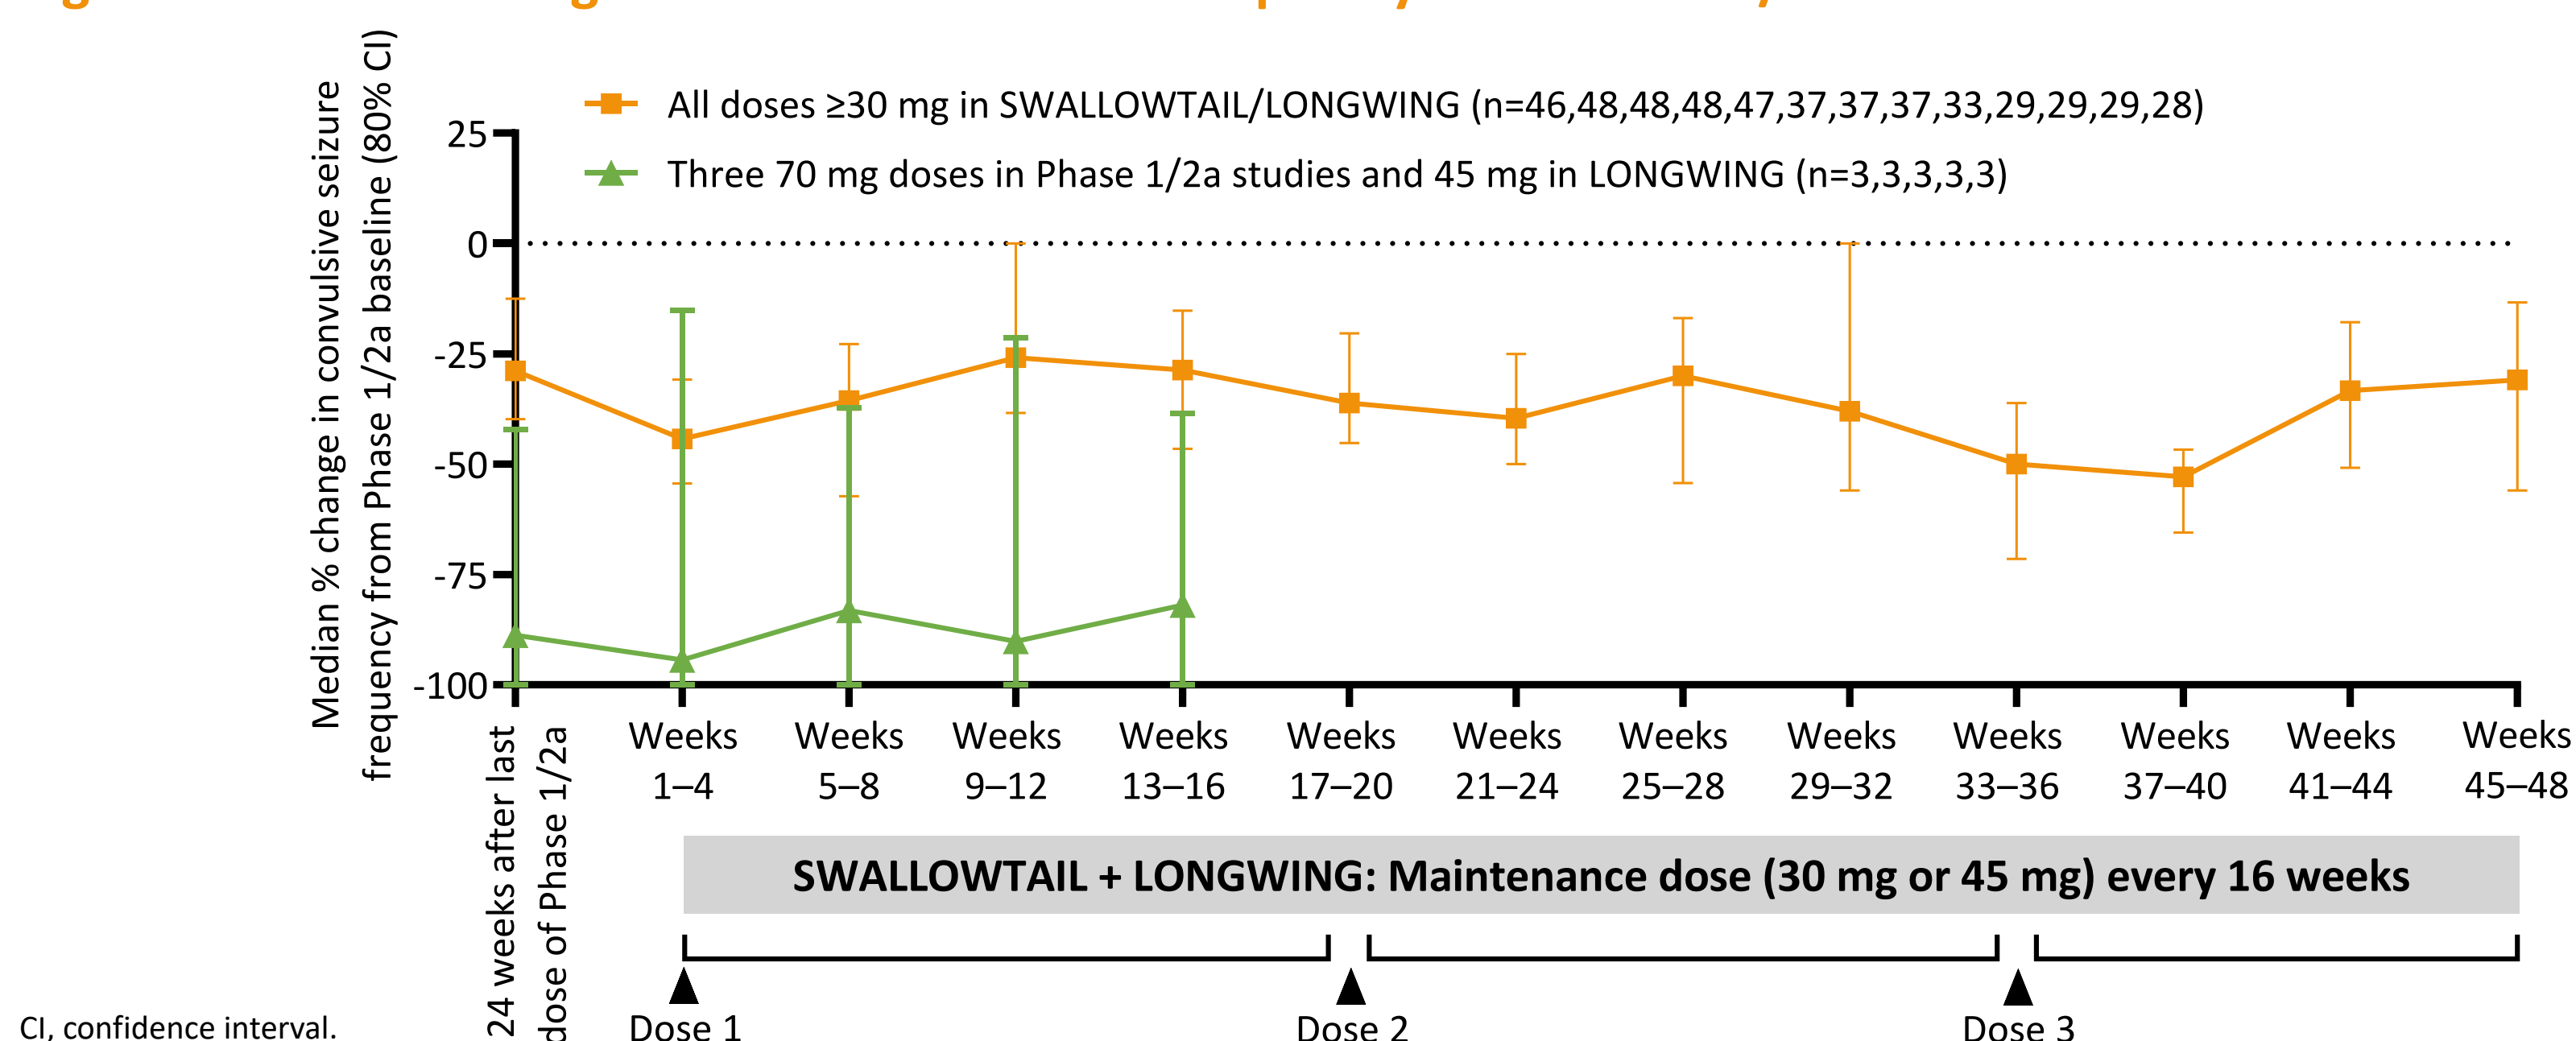 All doses ≥30 mg in SWALLOWTAIL/LONGWING (n=46,48,48,48,47,37,37,37,33,29,29,29,28)
Three 70 mg doses in Phase 1/2a studies and 45 mg in LONGWING (n=3,3,3,3,3)
Median % change in convulsive seizure
frequency from Phase 1/2a baseline (80% CI)
25
0
-25
-50
-75
-100
24 weeks after last
dose of Phase 1/2a
Weeks
1–4
Weeks
5–8
Weeks
9–12
Weeks
13–16
Weeks
17–20
Weeks
21–24
Weeks
25–28
Weeks
29–32
Weeks
33–36
Weeks
37–40
Weeks
41–44
Weeks
45–48
SWALLOWTAIL + LONGWING: Maintenance dose (30 mg or 45 mg) every 16 weeks
Dose 1
Dose 2
Dose 3
CI, confidence interval.